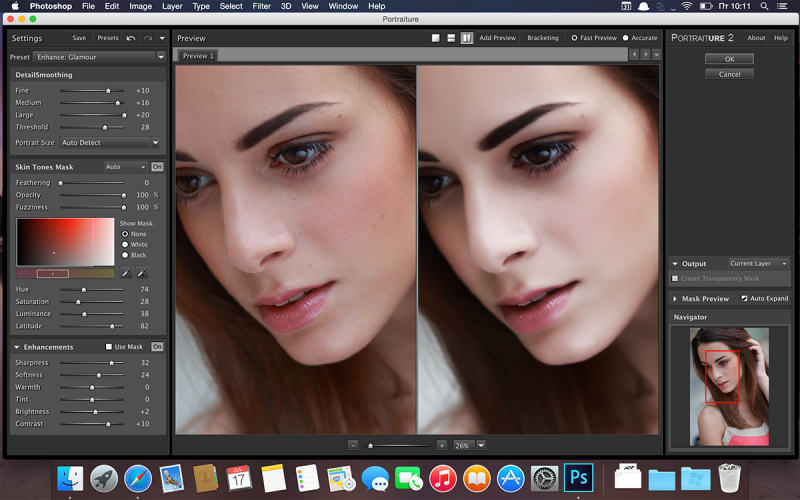 Photoshop File Edit Image Layer Type Select Filter 3D View Window Help Пт 10:11
Portraiture
Settings Save Presets
Preset Enhance: Glamour
DetailSmoothing
Fine +10
Medium +16
Large +20
Threshold 28
Portrait Size Auto Detect
Skin Tones Mask Auto On
Feathering 0
Opacity 100 %
Fuzziness 100 %
Show Mask:
None
White
Black
Hue 74
Saturation 28
Luminance 38
Latitude 82
Enhancements Use Mask On
Sharpness 32
Softness 24
Warmth 0
Tint 0
Brightness +2
Contrast +10
Preview Add Preview Bracketing Fast Preview Accurate
Preview 1
26%
PORTRAITURE 2 About Help
OK
Cancel
Output Current Layer
Create Transparency Mask
Mask Preview Auto Expand
Navigator
JUL
17
Ps